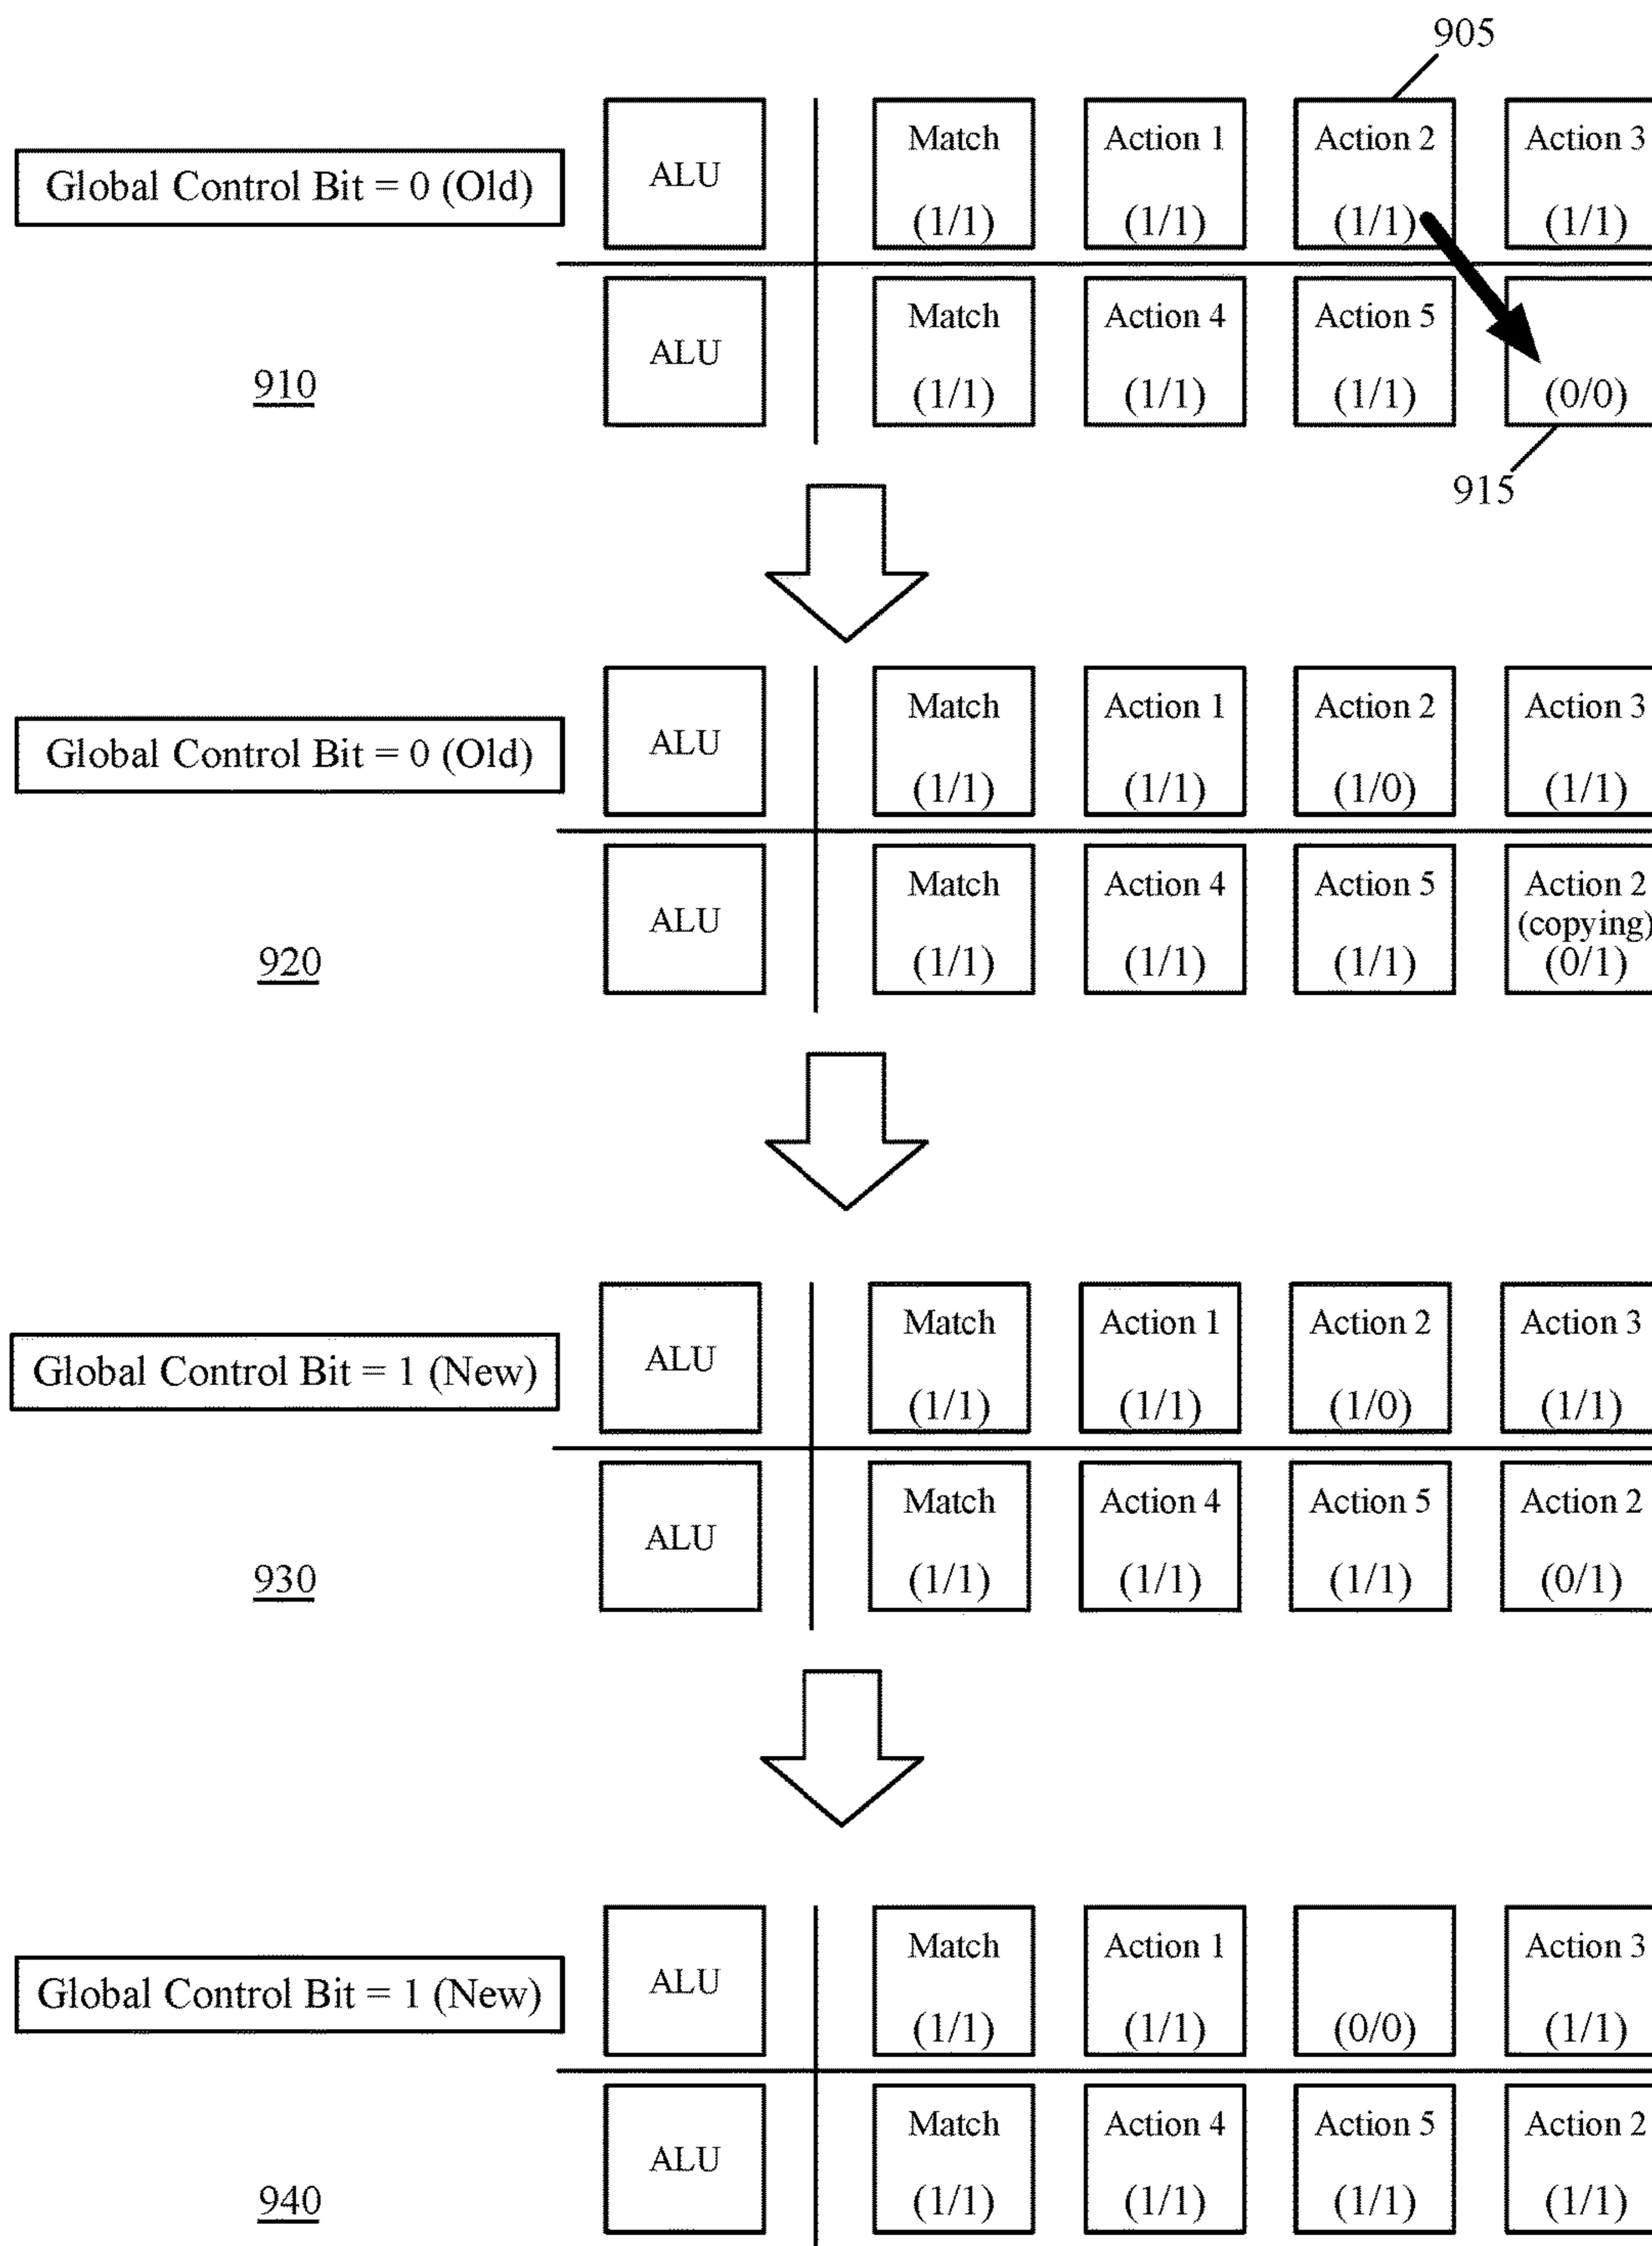 905
Match Action 1 Action 2 Action 3
Global Control Bit = 0 (Old) ALU
(1/1) (1/1) (1/1) (1/1)
Match Action 4 Action 5
ALU
910 (1/1) (1/1) (1/1) (0/0)
915
Match Action 1 Action 2 Action 3
Global Control Bit = 0 (Old) ALU
(1/1) (1/1) (1/0) (1/1)
Match Action 4 Action 5 Action 2
ALU (copying)
920 (1/1) (1/1) (1/1) (0/1)
Match Action 1 Action 2 Action 3
Global Control Bit = 1 (New) ALU
(1/1) (1/1) (1/0) (1/1)
Match Action 4 Action 5 Action 2
ALU
930 (1/1) (1/1) (1/1) (0/1)
Match Action 1 Action 3
Global Control Bit = 1 (New) ALU
(1/1) (1/1) (0/0) (1/1)
Match Action 4 Action 5 Action 2
ALU
940 (1/1) (1/1) (1/1) (1/1)